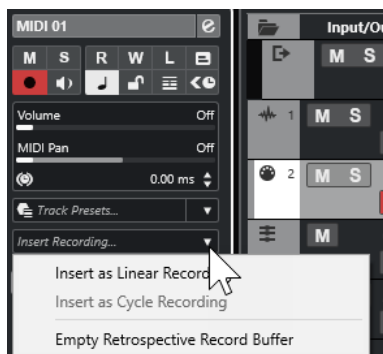 MIDI 01
Input/Ou
M S R W L
M S
Volume Off
1 M S
MIDI Pan Off
0.00 ms
2 M S
Track Presets...
Insert Recording...
M
Insert as Linear Record
Insert as Cycle Recording
Empty Retrospective Record Buffer